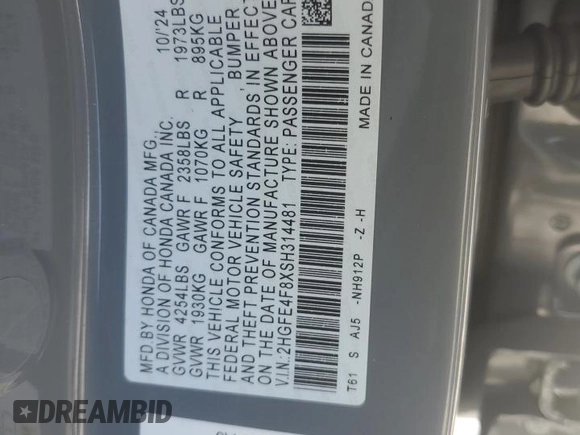 MFD.BY HONDA OF CANADA MFG., 10/'24
A DIVISION OF HONDA CANADA INC.
GVWR 4254LBS GAWR F 2358LBS R 1973LBS
GVWR 1930KG GAWR F 1070KG R 895KG
THIS VEHICLE CONFORMS TO ALL APPLICABLE
FEDERAL MOTOR VEHICLE SAFETY, BUMPER
AND THEFT PREVENTION STANDARDS IN EFFECT
ON THE DATE OF MANUFACTURE SHOWN ABOVE
V.I.N.:2HGFE4F8XSH314481 TYPE:PASSENGER CAR
T61 S AJ5 -NH912P -Z -H
MADE IN CANADA
DREAMBID